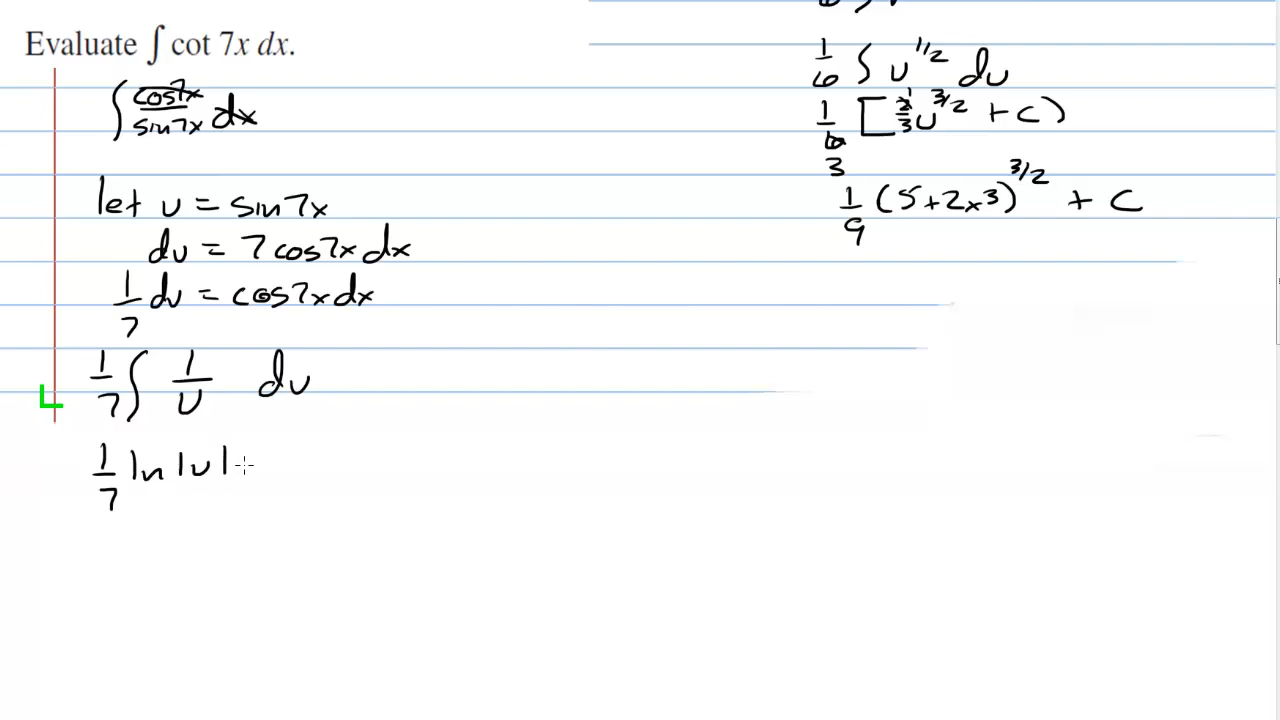 Evaluate ∫ cot 7x dx.
∫ cos7x/sin7x dx
let u = sin7x
du = 7cos7x dx
1/7 du = cos7x dx
1/7 ∫ 1/u du
1/7 ln |u|
1/6 ∫ u^1/2 du
1/6 [2/3 u^3/2 + C)
3
1/9 (5+2x3)^3/2 + C